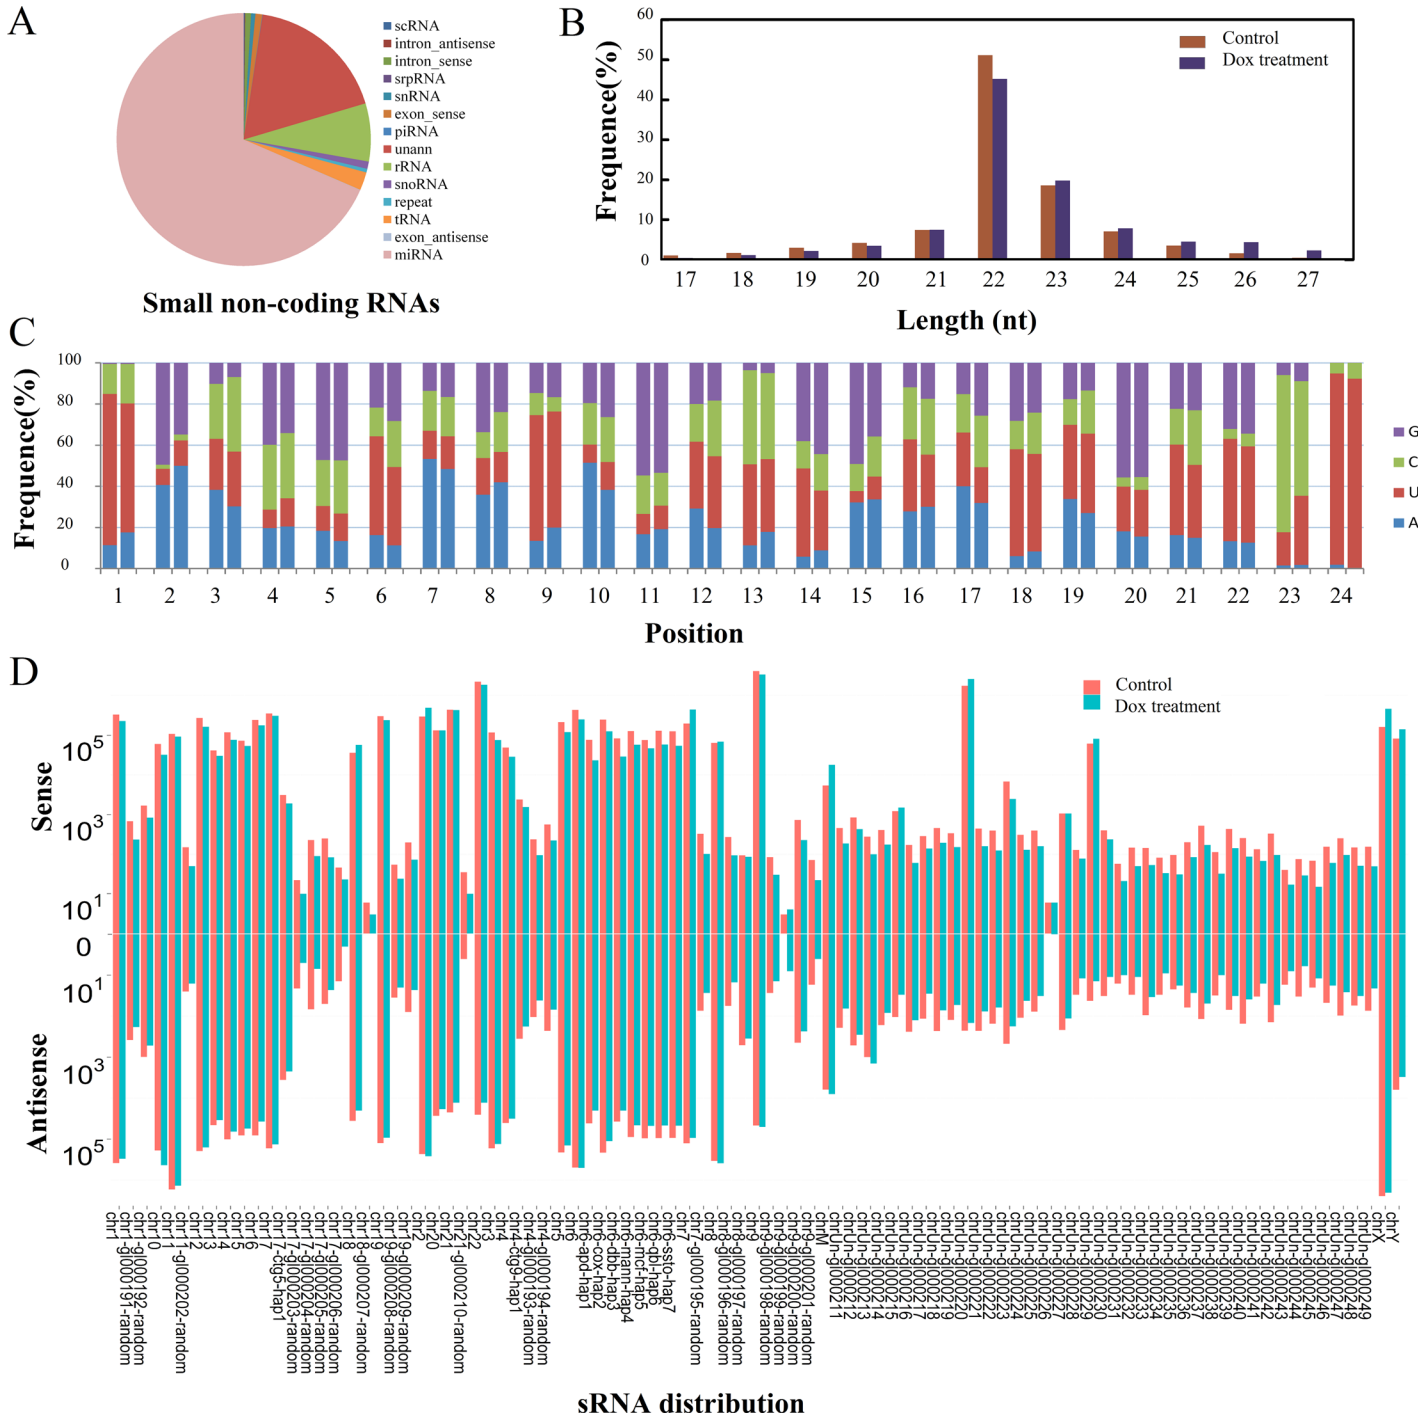 A
scRNA
intron_antisense
intron_sense
srpRNA
snRNA
exon_sense
piRNA
unann
rRNA
snoRNA
repeat
tRNA
exon_antisense
miRNA
Small non-coding RNAs
B
Frequence(%)
60
50
40
30
20
10
0
Control
Dox treatment
17 18 19 20 21 22 23 24 25 26 27
Length (nt)
C
Frequence(%)
100
80
60
40
20
0
G
C
U
A
1 2 3 4 5 6 7 8 9 10 11 12 13 14 15 16 17 18 19 20 21 22 23 24
Position
D
Control
Dox treatment
Sense
Antisense
10⁵
10³
10¹
0
10¹
10³
10⁵
chr1
chr1-gl000191-random
chr1-gl000192-random
chr10
chr11
chr11-gl000202-random
chr12
chr13
chr14
chr15
chr16
chr17
chr17-ctg5-hap1
chr17-gl000203-random
chr17-gl000204-random
chr17-gl000205-random
chr17-gl000206-random
chr18
chr18-gl000207-random
chr19
chr19-gl000208-random
chr19-gl000209-random
chr2
chr20
chr21
chr21-gl000210-random
chr22
chr3
chr4
chr4-ctg9-hap1
chr4-gl000193-random
chr4-gl000194-random
chr5
chr6
chr6-apd-hap1
chr6-cox-hap2
chr6-dbb-hap3
chr6-mann-hap4
chr6-mcf-hap5
chr6-qbl-hap6
chr6-ssto-hap7
chr7
chr7-gl000195-random
chr8
chr8-gl000196-random
chr8-gl000197-random
chr9
chr9-gl000198-random
chr9-gl000199-random
chr9-gl000200-random
chr9-gl000201-random
chrM
chrUn-gl000211
chrUn-gl000212
chrUn-gl000213
chrUn-gl000214
chrUn-gl000215
chrUn-gl000216
chrUn-gl000217
chrUn-gl000218
chrUn-gl000219
chrUn-gl000220
chrUn-gl000221
chrUn-gl000222
chrUn-gl000223
chrUn-gl000224
chrUn-gl000225
chrUn-gl000226
chrUn-gl000227
chrUn-gl000228
chrUn-gl000229
chrUn-gl000230
chrUn-gl000231
chrUn-gl000232
chrUn-gl000233
chrUn-gl000234
chrUn-gl000235
chrUn-gl000236
chrUn-gl000237
chrUn-gl000238
chrUn-gl000239
chrUn-gl000240
chrUn-gl000241
chrUn-gl000242
chrUn-gl000243
chrUn-gl000244
chrUn-gl000245
chrUn-gl000246
chrUn-gl000247
chrUn-gl000248
chrUn-gl000249
chrX
chrY
sRNA distribution